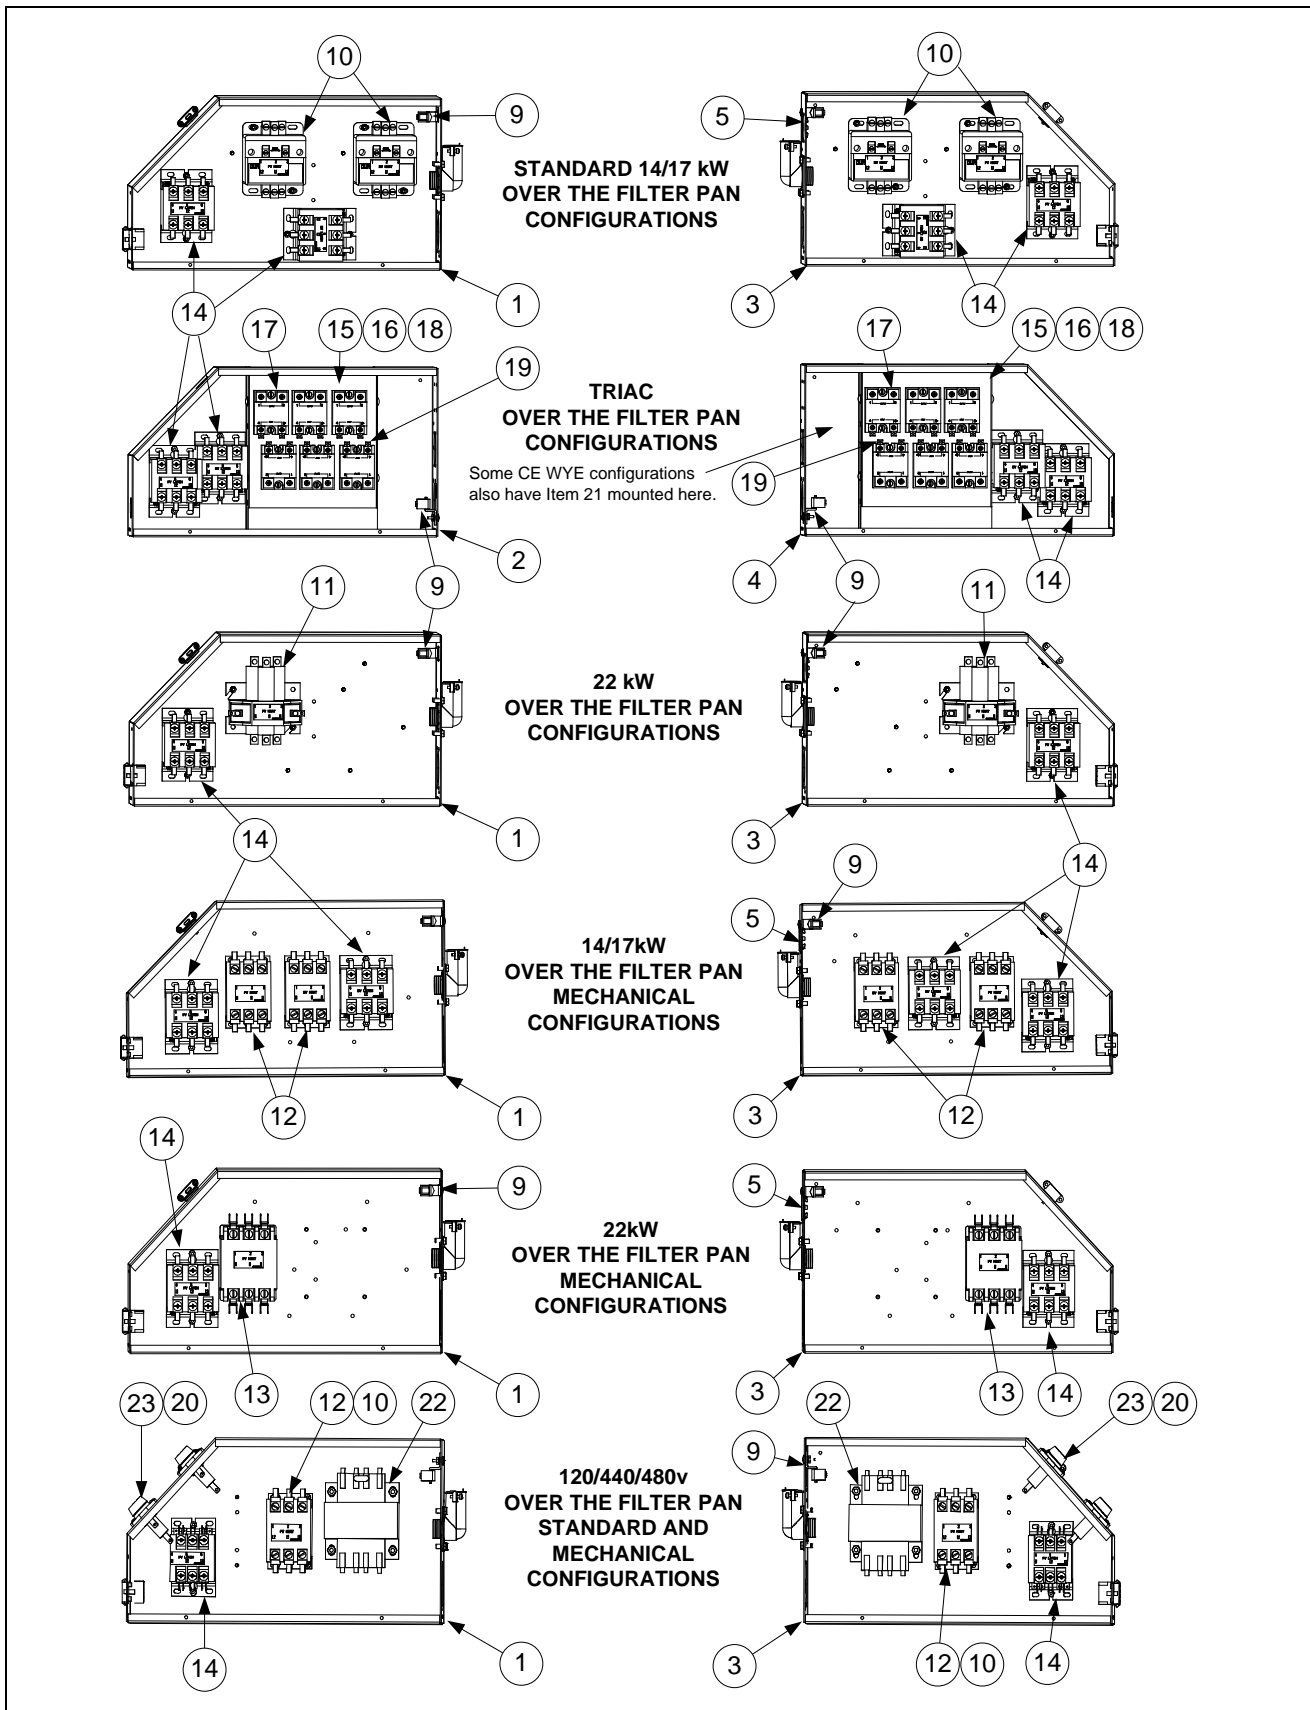 10
10
9
5
STANDARD 14/17 kW
OVER THE FILTER PAN
CONFIGURATIONS
14
1
3
14
17
15 16 18
19
17
15 16 18
TRIAC
OVER THE FILTER PAN
CONFIGURATIONS
Some CE WYE configurations
also have Item 21 mounted here.
19
2
9
4
9
14
11
11
22 kW
OVER THE FILTER PAN
CONFIGURATIONS
14
1
3
14
9
5
14/17kW
OVER THE FILTER PAN
MECHANICAL
CONFIGURATIONS
12
1
3
12
14
9
5
22kW
OVER THE FILTER PAN
MECHANICAL
CONFIGURATIONS
13
1
3
13
14
23 20
12 10
22
22
9
23 20
120/440/480v
OVER THE FILTER PAN
STANDARD AND
MECHANICAL
CONFIGURATIONS
14
1
3
12 10
14